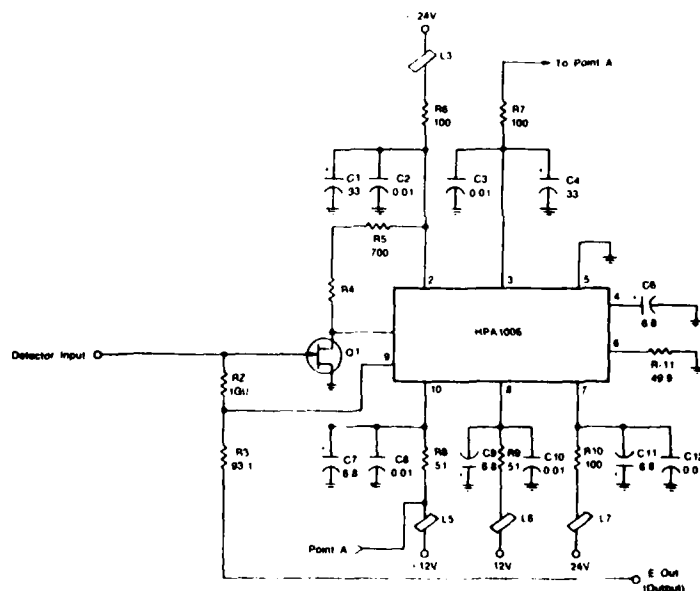 24V
L3
To Point A
R6
100
R7
100
C1
33
C2
0.01
C3
0.01
C4
33
R5
700
R4
2
3
5
HPA1006
4
C6
6.8
6
R-11
49.9
Detector Input
Q1
9
R2
R3
93.1
10
8
7
C7
6.8
C8
0.01
R8
51
C9
6.8
R9
51
C10
0.01
R10
100
C11
6.8
C12
L5
L6
L7
Point A
12V
12V
24V
E Out
(Output)